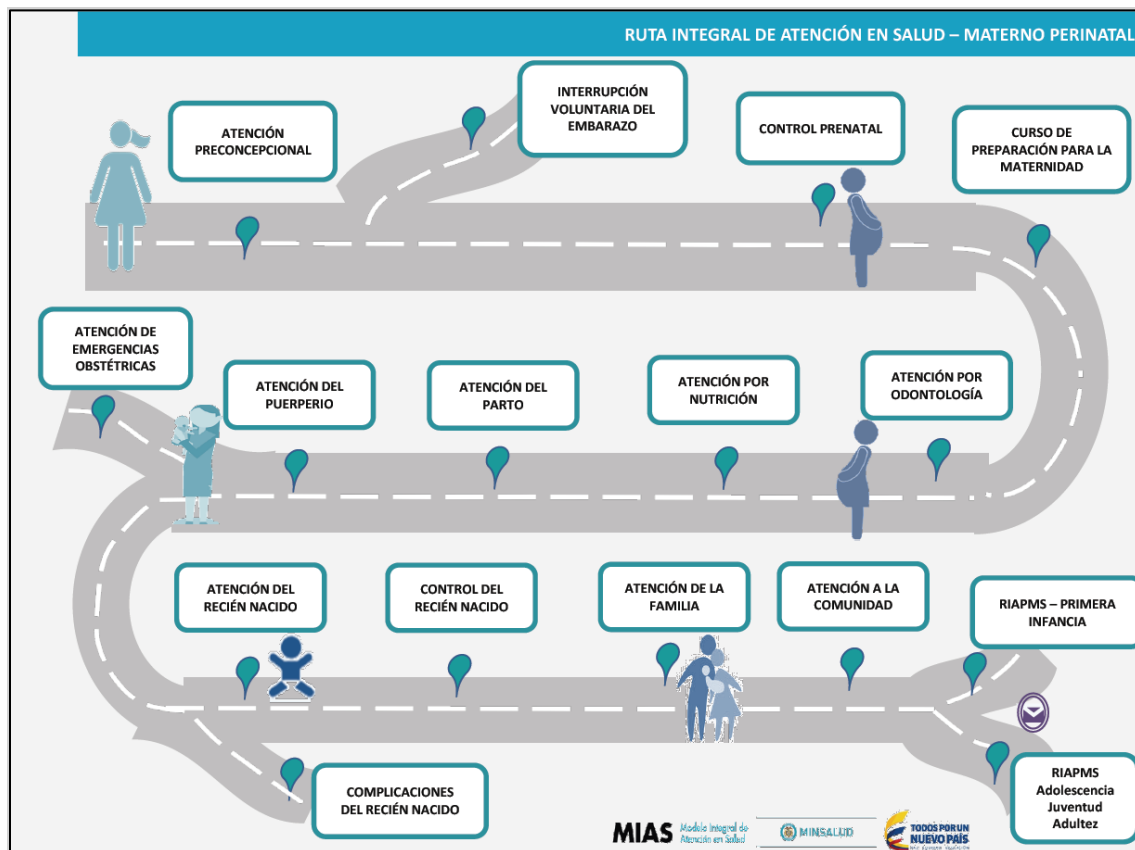 RUTA INTEGRAL DE ATENCIÓN EN SALUD – MATERNO PERINATAL
ATENCIÓN
PRECONCEPCIONAL
INTERRUPCIÓN
VOLUNTARIA DEL
EMBARAZO
CONTROL PRENATAL
CURSO DE
PREPARACIÓN PARA LA
MATERNIDAD
ATENCIÓN DE
EMERGENCIAS
OBSTÉTRICAS
ATENCIÓN DEL
PUERPERIO
ATENCIÓN DEL
PARTO
ATENCIÓN POR
NUTRICIÓN
ATENCIÓN POR
ODONTOLOGÍA
ATENCIÓN DEL
RECIÉN NACIDO
CONTROL DEL
RECIÉN NACIDO
ATENCIÓN DE LA
FAMILIA
ATENCIÓN A LA
COMUNIDAD
RIAPMS – PRIMERA
INFANCIA
COMPLICACIONES
DEL RECIÉN NACIDO
RIAPMS
Adolescencia
Juventud
Adultez
MIAS
Modelo Integral de
Atención en Salud
MINSALUD
TODOS POR UN
NUEVO PAÍS